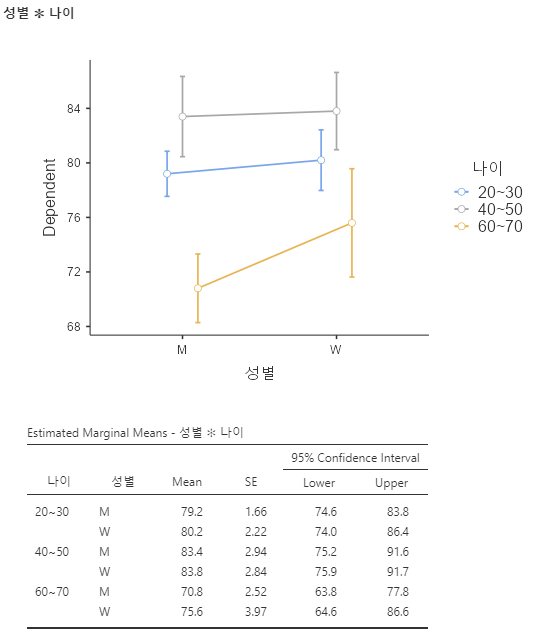 성별 ✻ 나이
84
80
76
72
68
Dependent
M W
성별
나이
20~30
40~50
60~70
Estimated Marginal Means - 성별 ✻ 나이
95% Confidence Interval
나이 성별 Mean SE Lower Upper
20~30 M 79.2 1.66 74.6 83.8
W 80.2 2.22 74.0 86.4
40~50 M 83.4 2.94 75.2 91.6
W 83.8 2.84 75.9 91.7
60~70 M 70.8 2.52 63.8 77.8
W 75.6 3.97 64.6 86.6